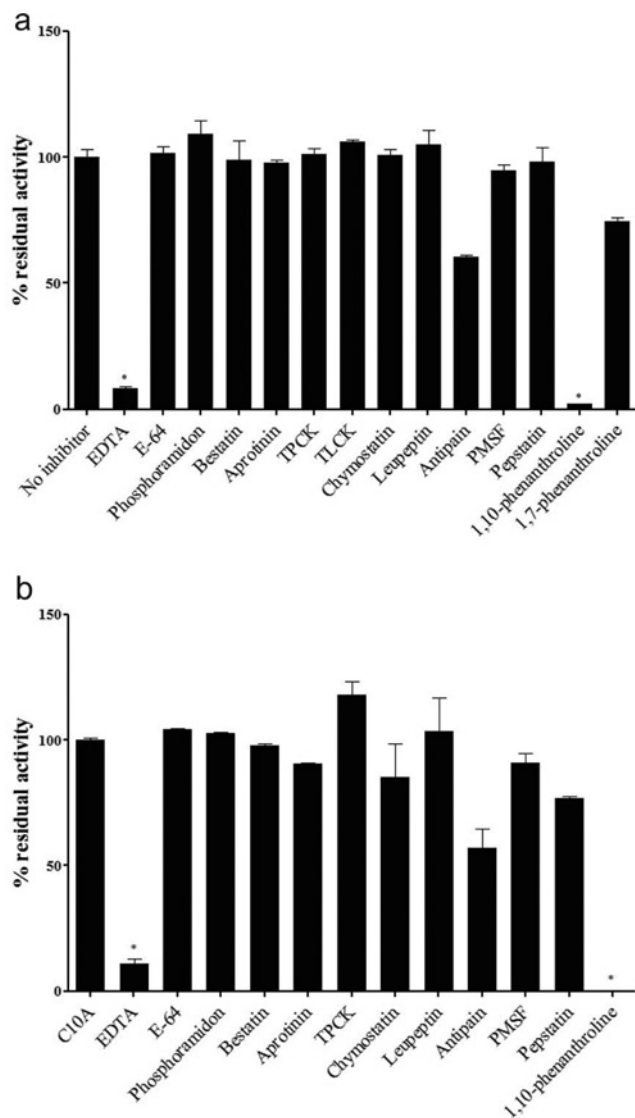 a
150
100
50
0
% residual activity
*
*
No inhibitor
EDTA
E-64
Phosphoramidon
Bestatin
Aprotinin
TPCK
TLCK
Chymostatin
Leupeptin
Antipain
PMSF
Pepstatin
1,10-phenanthroline
1,7-phenanthroline
b
150
100
50
0
% residual activity
*
*
C10A
EDTA
E-64
Phosphoramidon
Bestatin
Aprotinin
TPCK
Chymostatin
Leupeptin
Antipain
PMSF
Pepstatin
1,10-phenanthroline